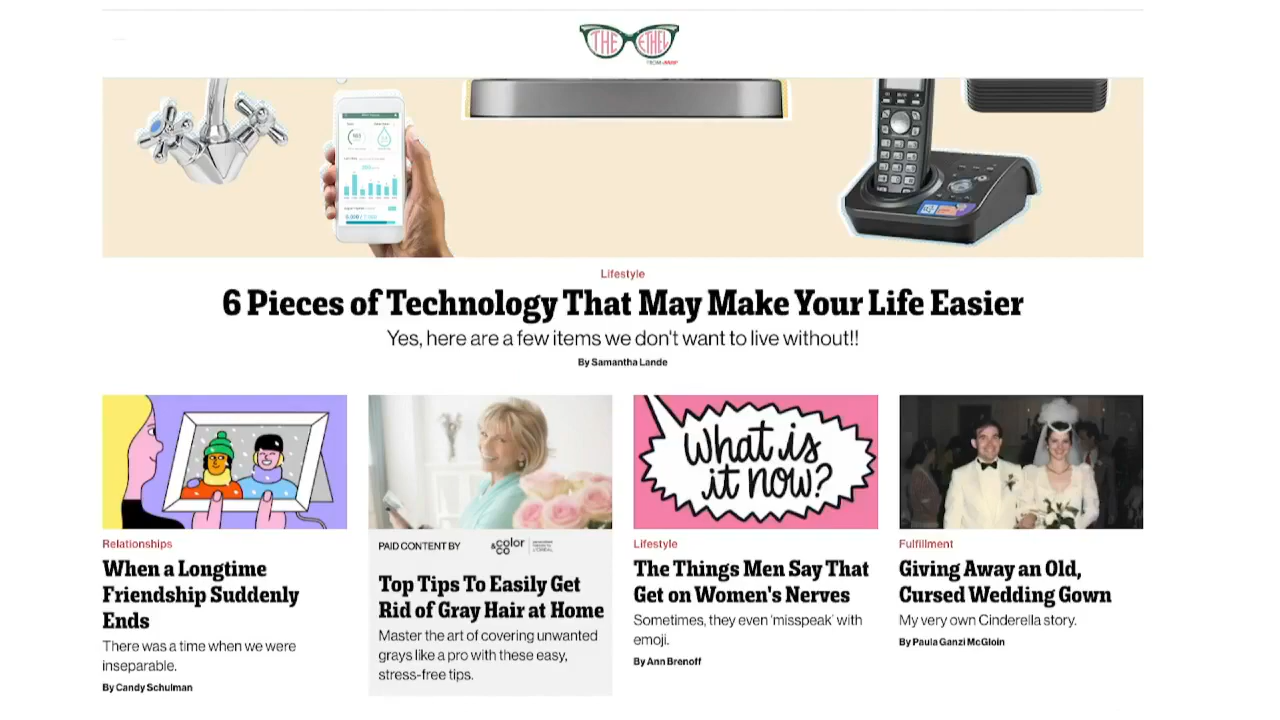 THE ETHEL
FROM AARP
Lifestyle
6 Pieces of Technology That May Make Your Life Easier
Yes, here are a few items we don't want to live without!!
By Samantha Lande
What is
it now?
Relationships
When a Longtime
Friendship Suddenly
Ends
There was a time when we were
inseparable.
By Candy Schulman
PAID CONTENT BY
&color
co
Top Tips To Easily Get
Rid of Gray Hair at Home
Master the art of covering unwanted
grays like a pro with these easy,
stress-free tips.
Lifestyle
The Things Men Say That
Get on Women's Nerves
Sometimes, they even 'misspeak' with
emoji.
By Ann Brenoff
Fulfillment
Giving Away an Old,
Cursed Wedding Gown
My very own Cinderella story.
By Paula Ganzi McGloin